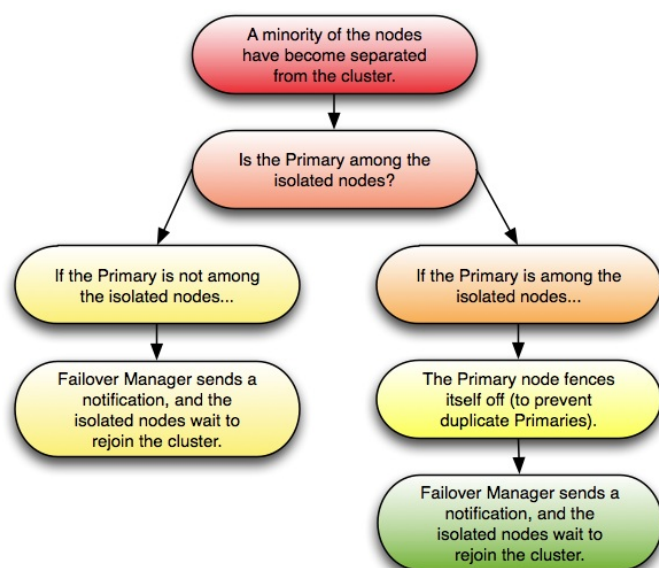 A minority of the nodes
have become separated
from the cluster.
Is the Primary among the
isolated nodes?
If the Primary is not among
the isolated nodes...
If the Primary is among the
isolated nodes...
Failover Manager sends a
notification, and the
isolated nodes wait to
rejoin the cluster.
The Primary node fences
itself off (to prevent
duplicate Primaries).
Failover Manager sends a
notification, and the
isolated nodes wait to
rejoin the cluster.